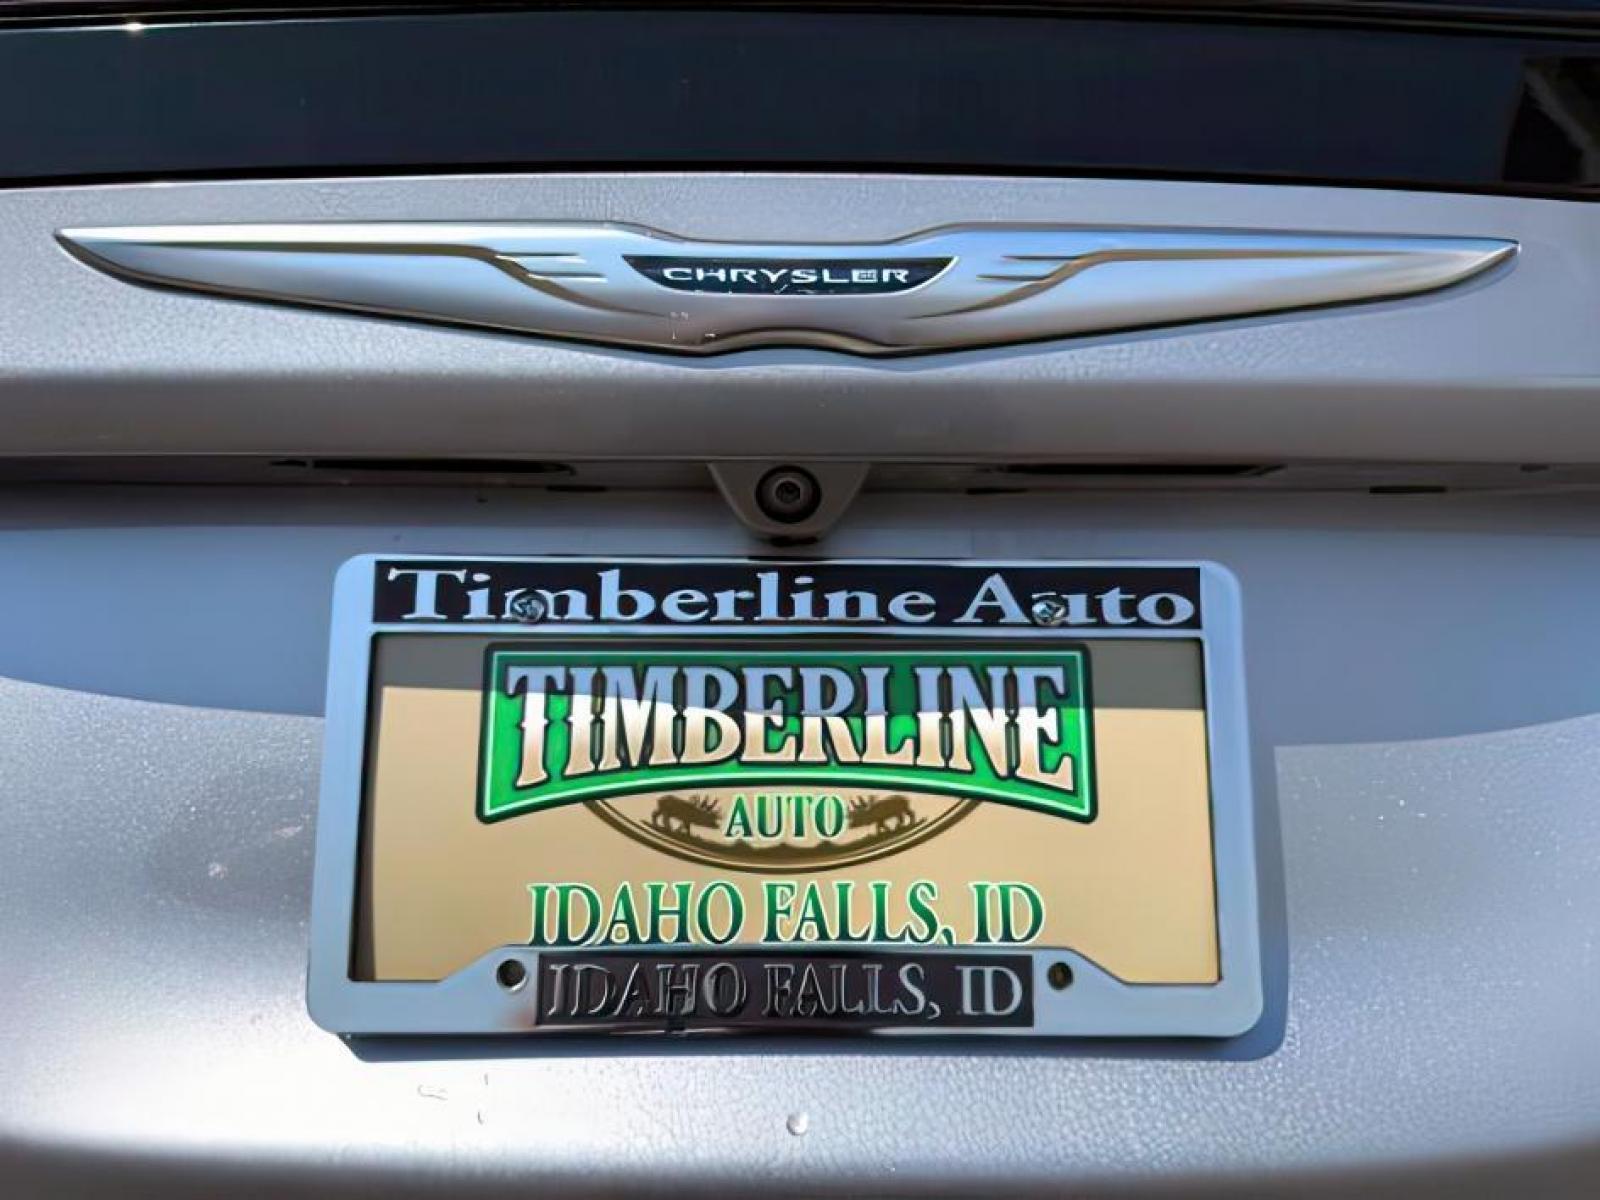 CHRYSLER
Timberline Auto
TIMBERLINE
AUTO
IDAHO FALLS, ID
IDAHO FALLS, ID